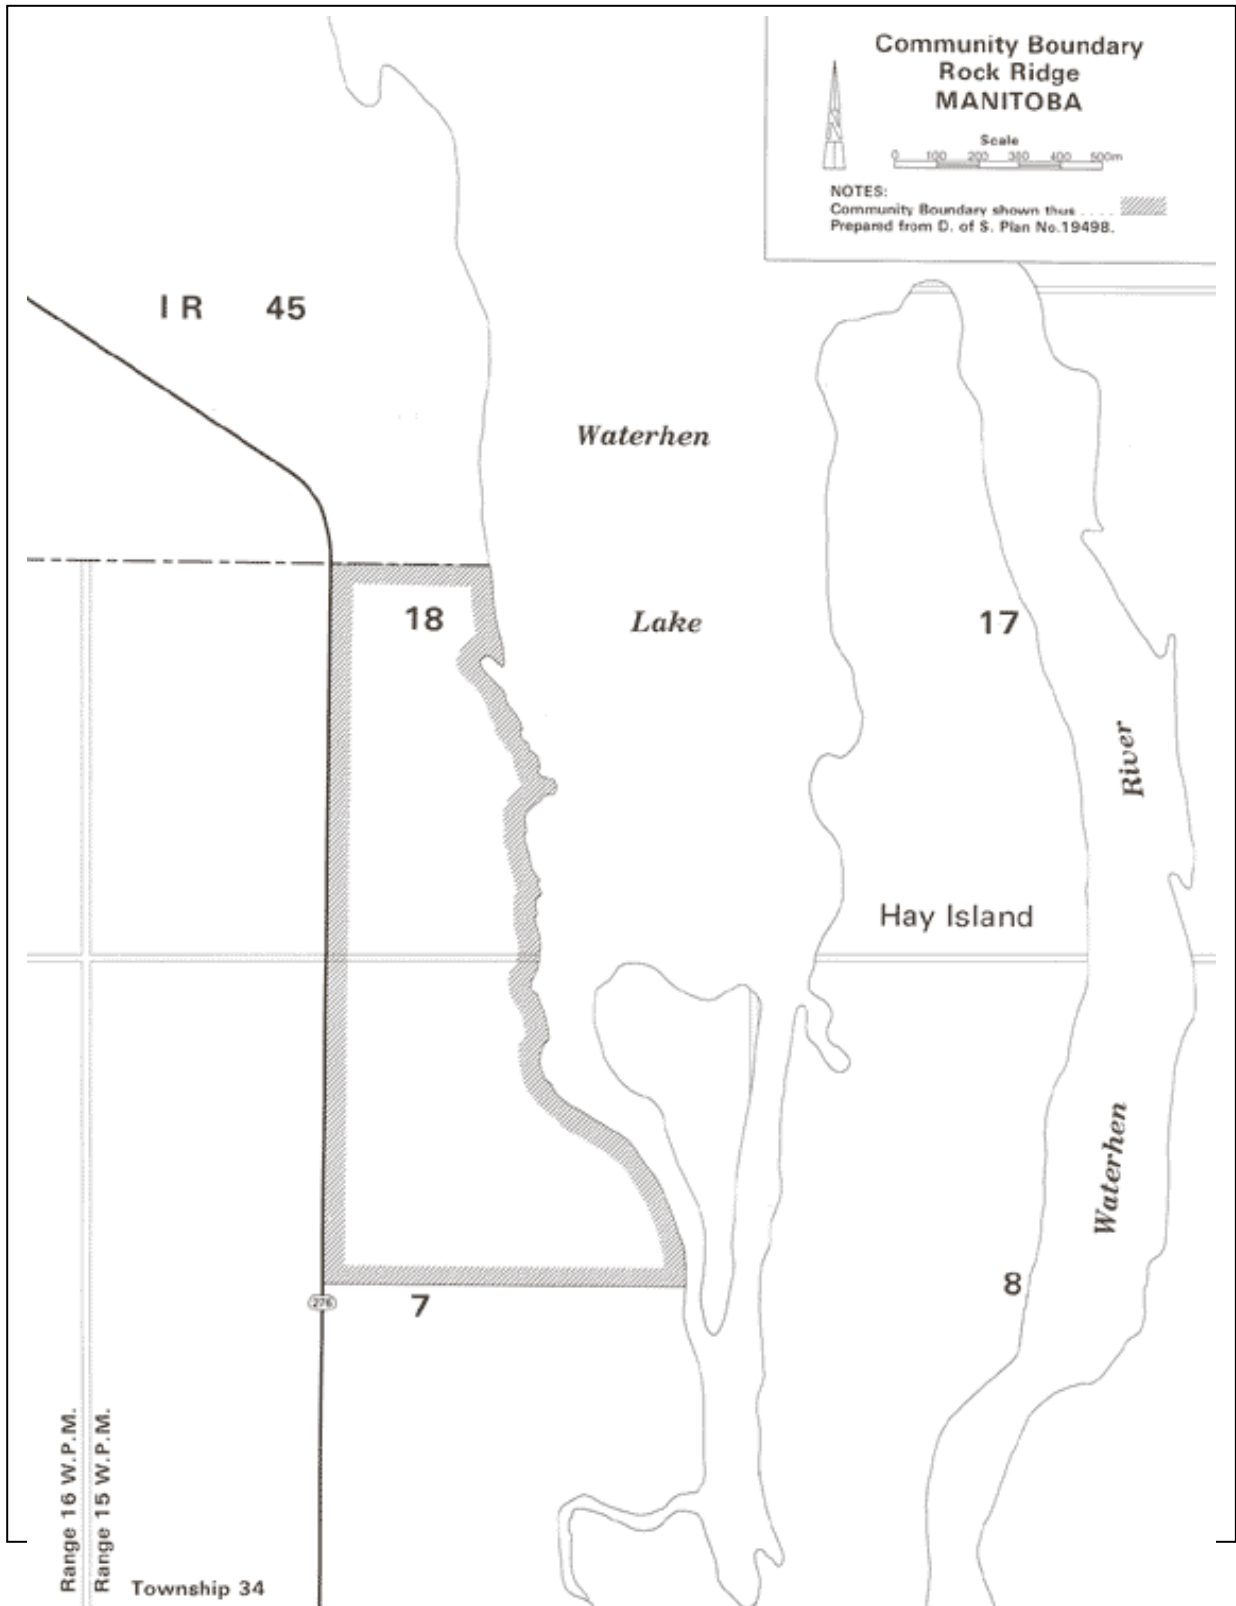 Community Boundary
Rock Ridge
MANITOBA
Scale
0 100 200 300 400 500m
NOTES:
Community Boundary shown thus ....
Prepared from D. of S. Plan No.19498.
I R 45
Waterhen
18
Lake
17
River
Hay Island
Waterhen
8
276
7
Range 16 W.P.M.
Range 15 W.P.M.
Township 34